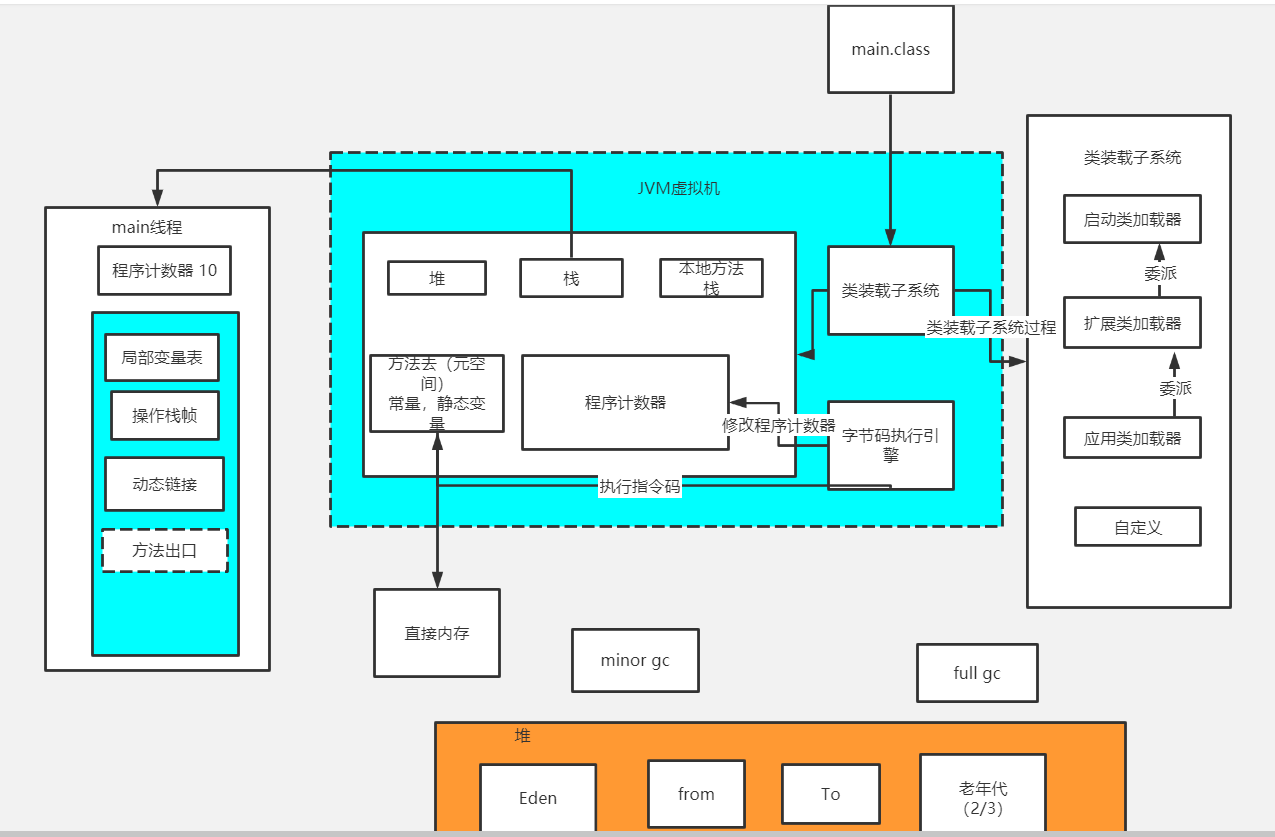 main.class
类装载子系统
启动类加载器
委派
扩展类加载器
委派
应用类加载器
自定义
JVM虚拟机
堆
栈
本地方法
栈
类装载子系统
类装载子系统过程
方法去（元空
间）
常量，静态变
量
程序计数器
修改程序计数器
字节码执行引
擎
执行指令码
main线程
程序计数器 10
局部变量表
操作栈帧
动态链接
方法出口
直接内存
minor gc
full gc
堆
Eden
from
To
老年代
（2/3）